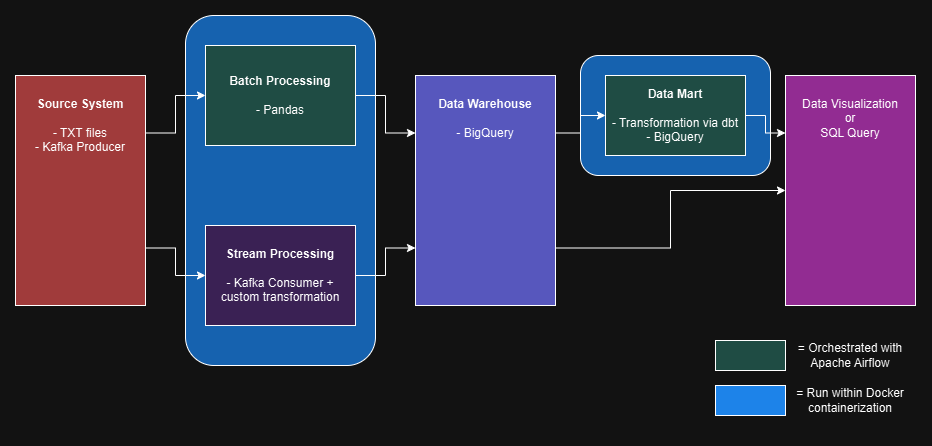 Source System
- TXT files
- Kafka Producer
Batch Processing
- Pandas
Stream Processing
- Kafka Consumer +
custom transformation
Data Warehouse
- BigQuery
Data Mart
- Transformation via dbt
- BigQuery
Data Visualization
or
SQL Query
= Orchestrated with
Apache Airflow
= Run within Docker
containerization